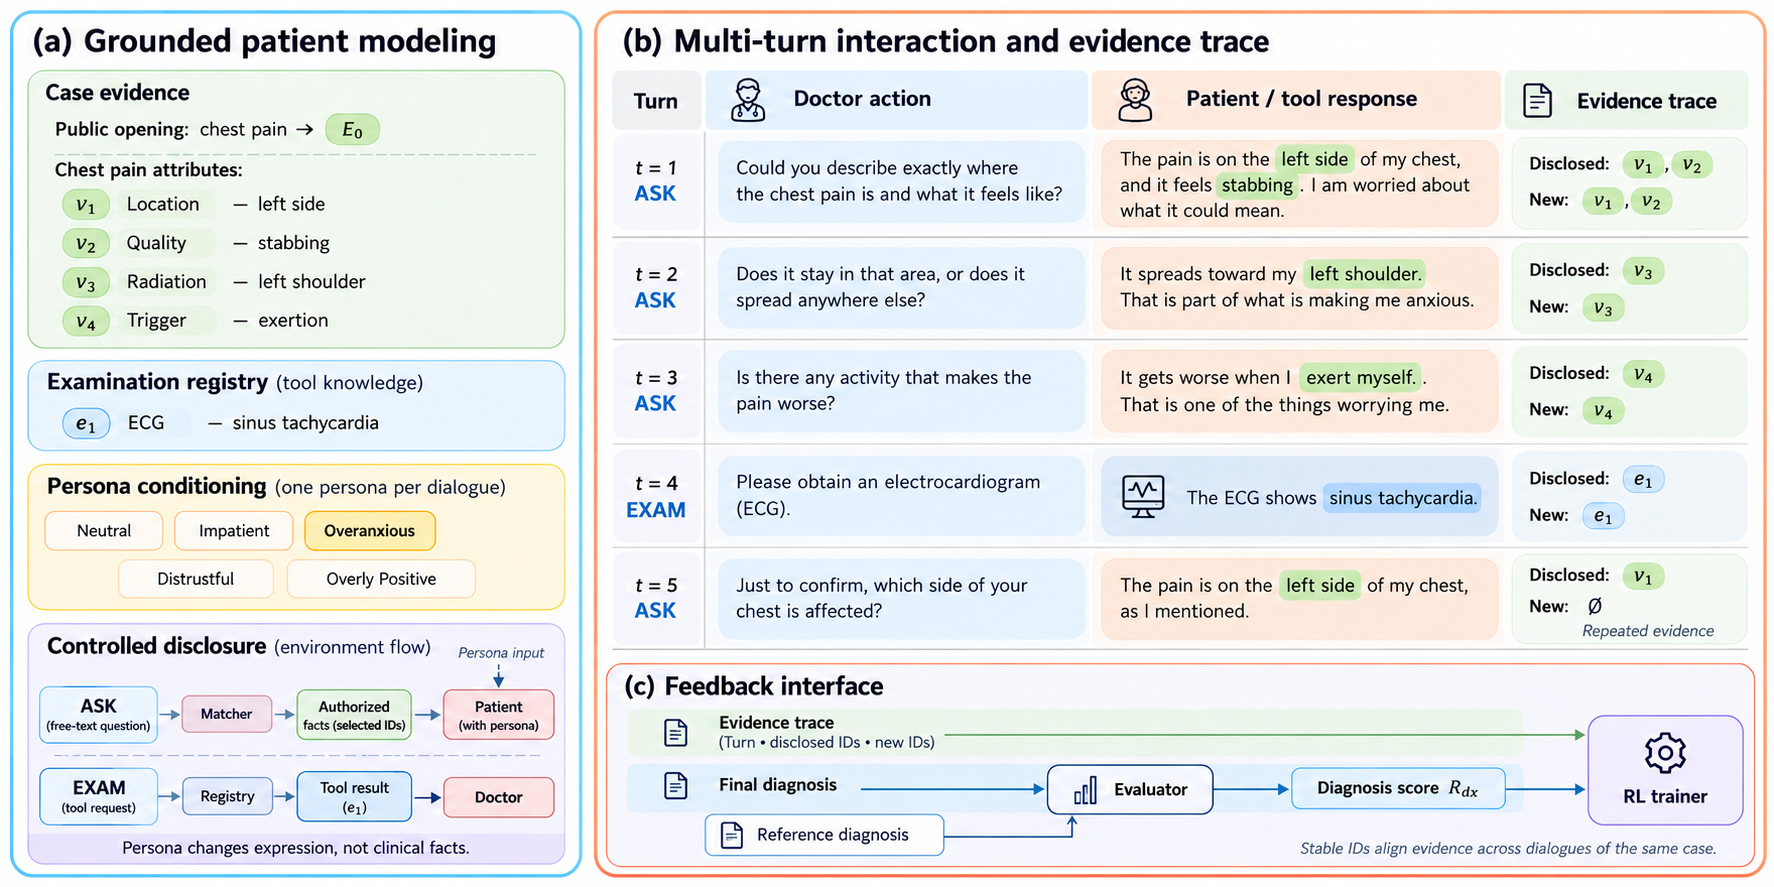 (a) Grouded patient modeling
Case evidence
Public opening: chest pain → E0
Chest pain attributes:
v1 Location — left side
v2 Quality — stabbing
v3 Radiation — left shoulder
v4 Trigger — exertion
Examination registry (tool knowledge)
e1 ECG — sinus tachycardia
Persona conditioning (one persona per dialogue)
Neutral Impatient Overanxious
Distrustful Overly Positive
Controlled disclosure (environment flow)
Persona input
ASK (free-text question) → Matcher → Authorized facts (selected IDs) → Patient (with persona)
EXAM (tool request) → Registry → Tool result (e1) → Doctor
Persona changes expression, not clinical facts.
(b) Multi-turn interaction and evidence trace
Turn Doctor action Patient / tool response Evidence trace
t = 1
ASK
Could you describe exactly where
the chest pain is and what it feels like?
The pain is on the left side of my chest,
and it feels stabbing . I am worried about
what it could mean.
Disclosed: v1 , v2
New: v1 , v2
t = 2
ASK
Does it stay in that area, or does it
spread anywhere else?
It spreads toward my left shoulder.
That is part of what is making me anxious.
Disclosed: v3
New: v3
t = 3
ASK
Is there any activity that makes the
pain worse?
It gets worse when I exert myself. .
That is one of the things worrying me.
Disclosed: v4
New: v4
t = 4
EXAM
Please obtain an electrocardiogram
(ECG).
The ECG shows sinus tachycardia.
Disclosed: e1
New: e1
t = 5
ASK
Just to confirm, which side of your
chest is affected?
The pain is on the left side of my chest,
as I mentioned.
Disclosed: v1
New: Ø
Repeated evidence
(c) Feedback interface
Evidence trace
(Turn • disclosed IDs • new IDs)
Final diagnosis
Reference diagnosis
Evaluator
Diagnosis score Rdx
RL trainer
Stable IDs align evidence across dialogues of the same case.